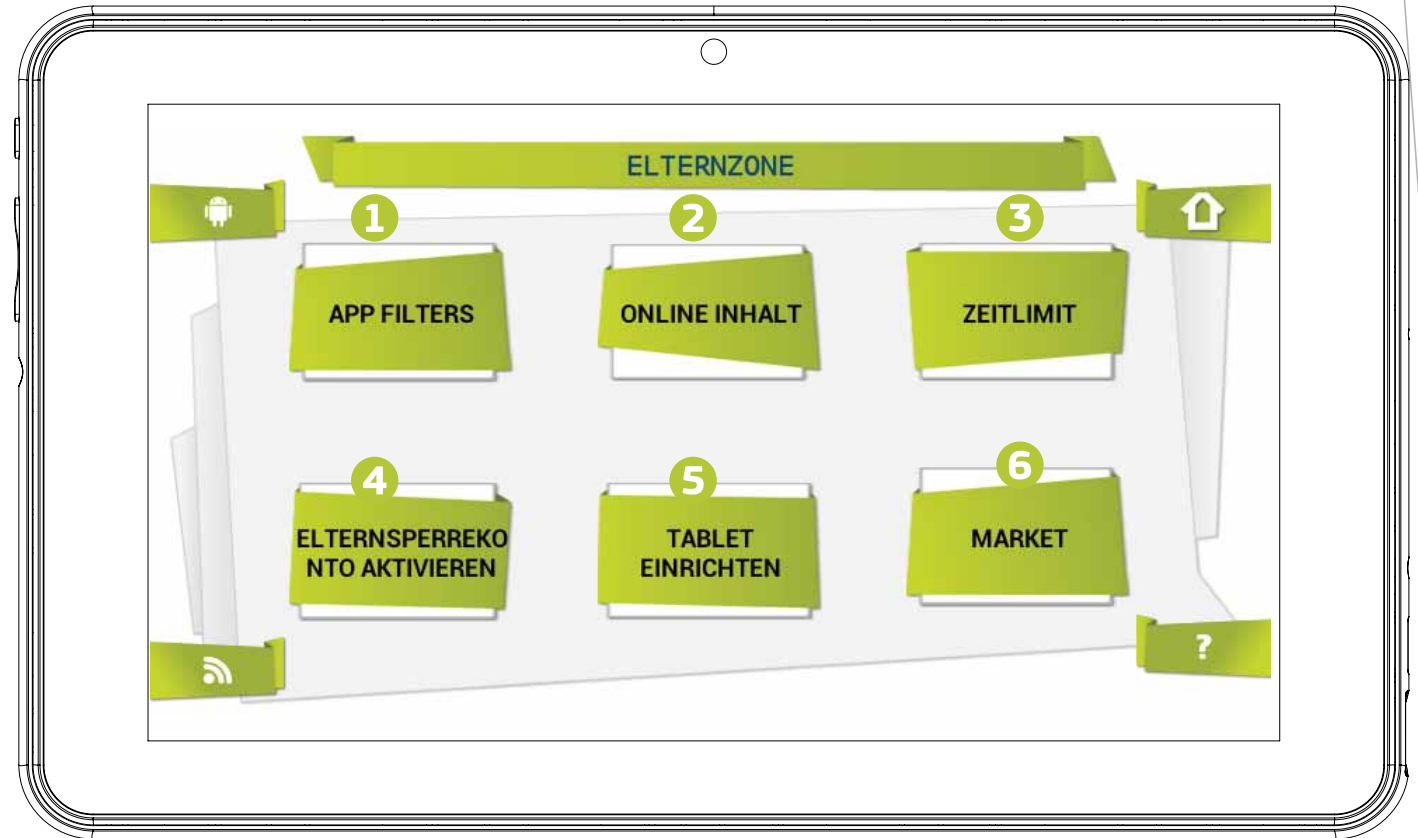 ELTERNZONE
1
2
3
APP FILTERS
ONLINE INHALT
ZEITLIMIT
4
5
6
ELTERNSPERREKO
NTO AKTIVIEREN
TABLET
EINRICHTEN
MARKET
?